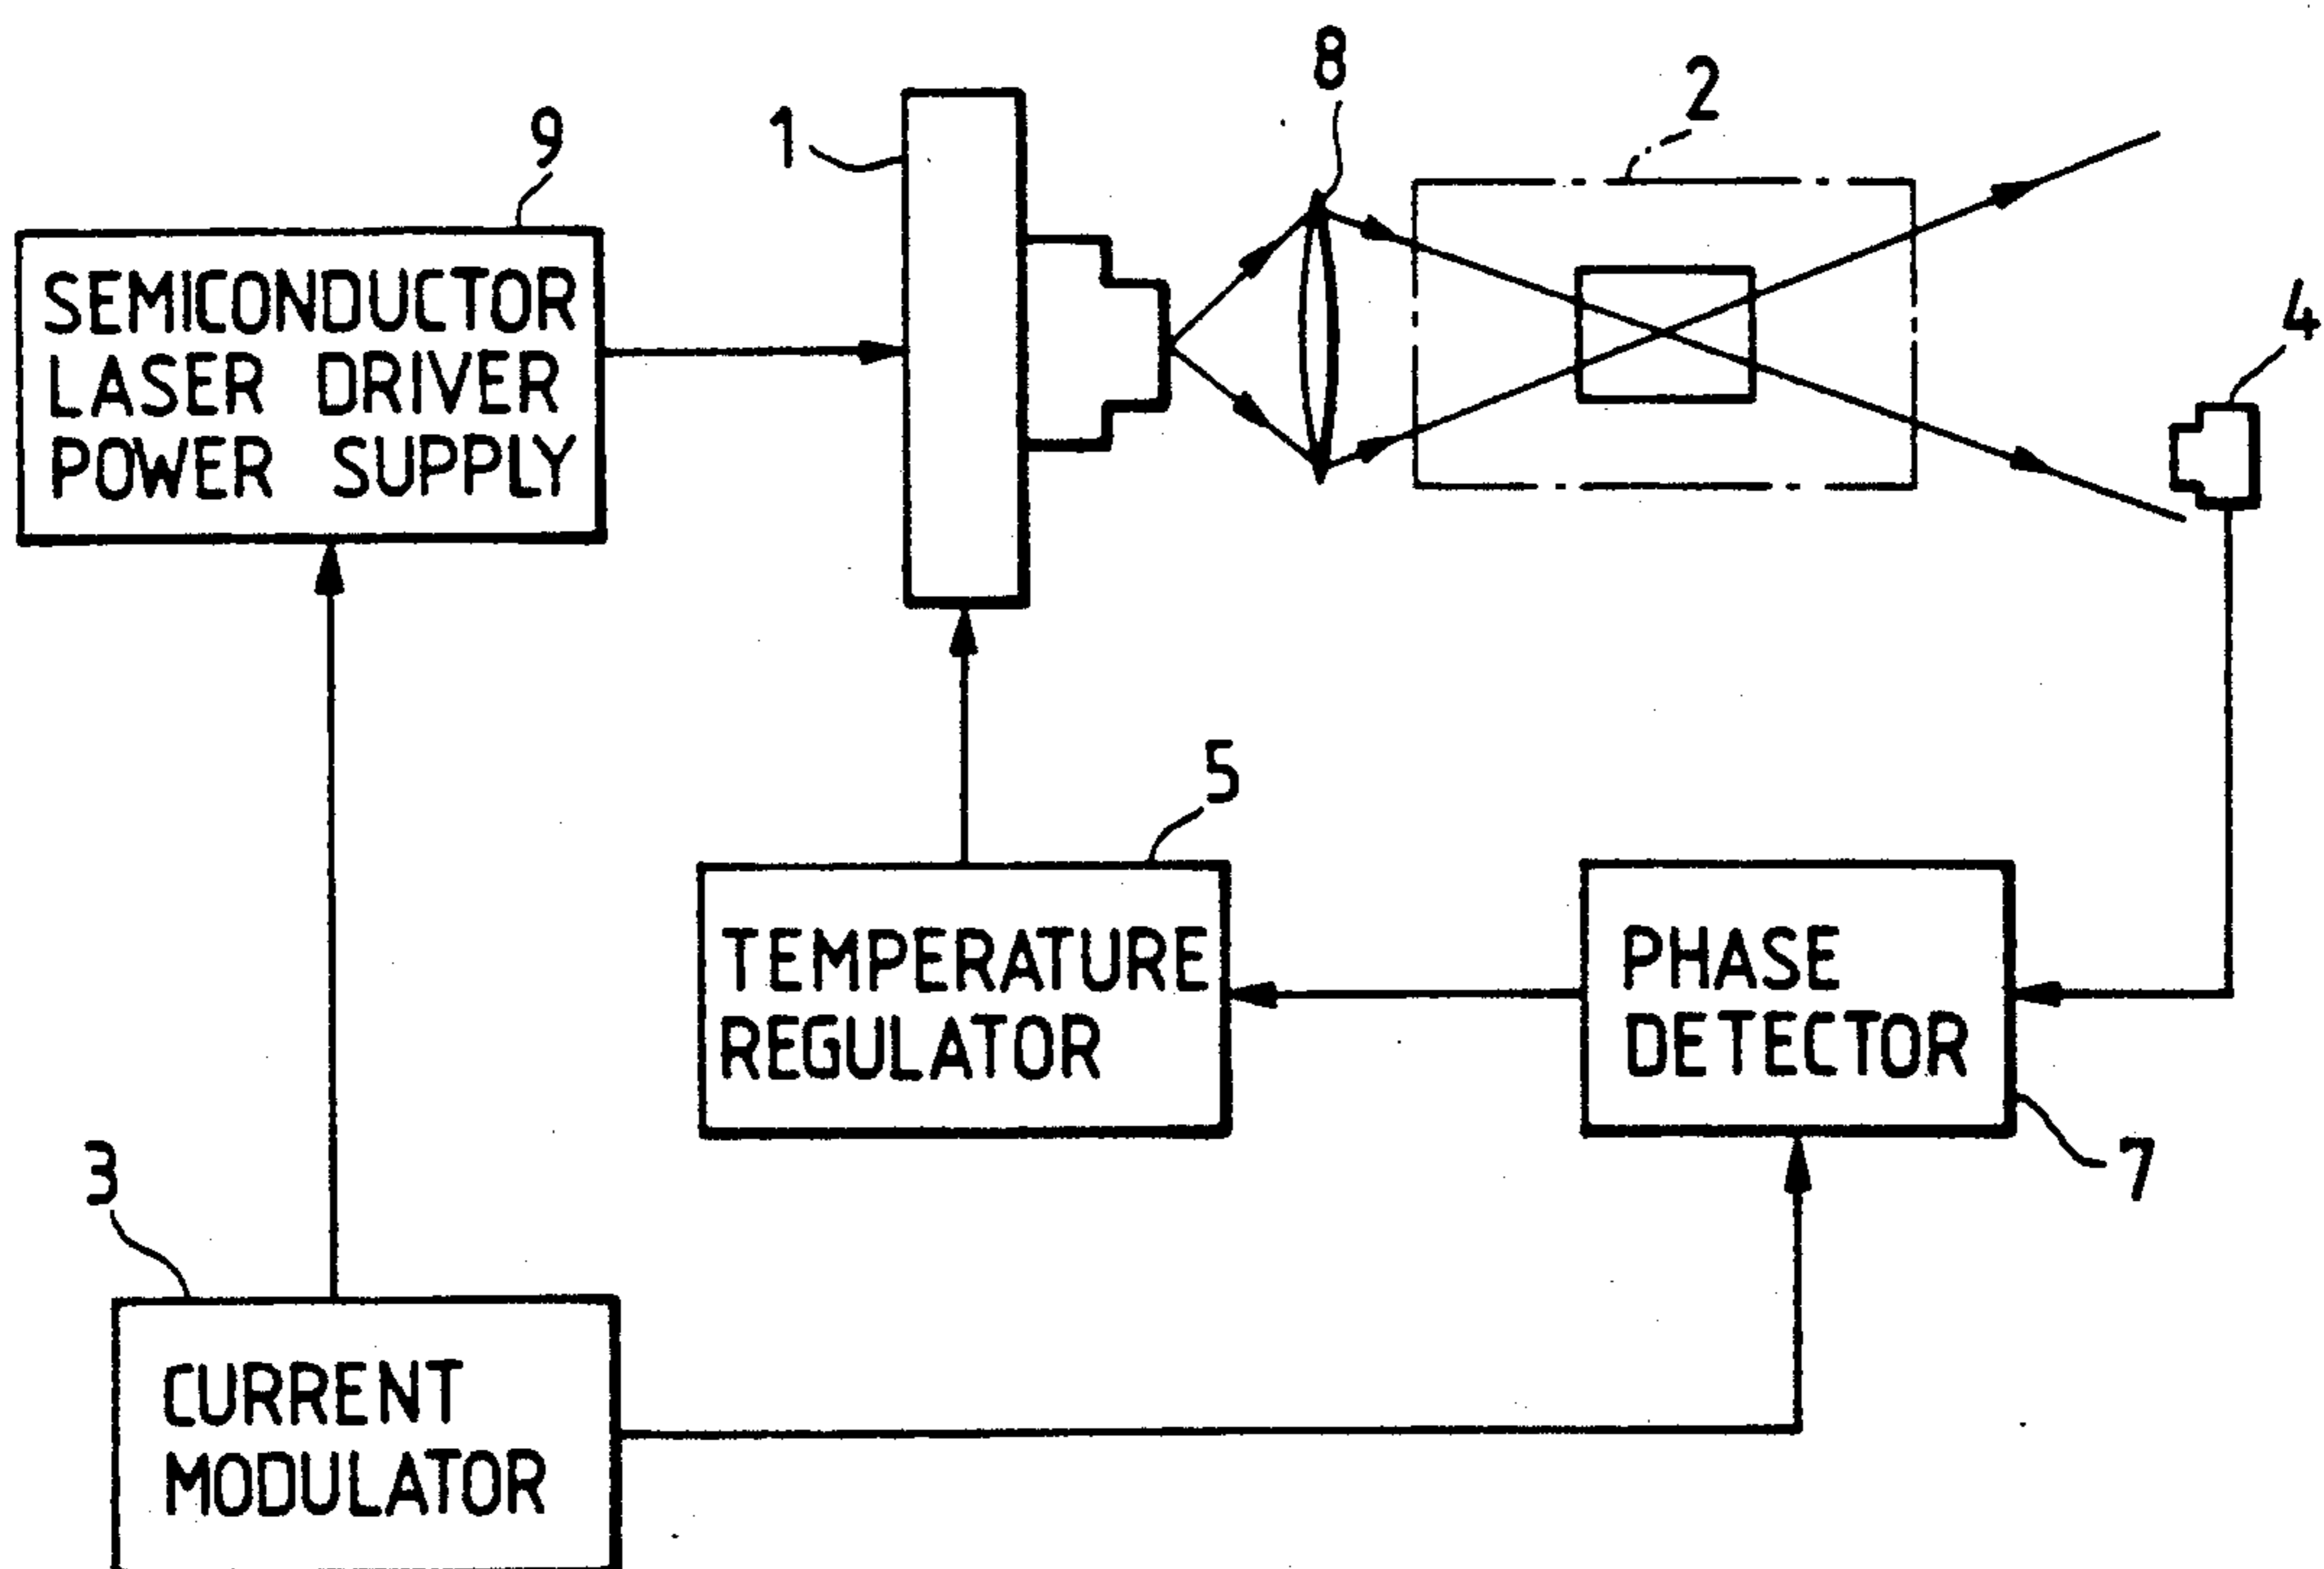 8
2
9
1
SEMICONDUCTOR
LASER DRIVER
POWER SUPPLY
4
5
TEMPERATURE
REGULATOR
PHASE
DETECTOR
3
7
CURRENT
MODULATOR